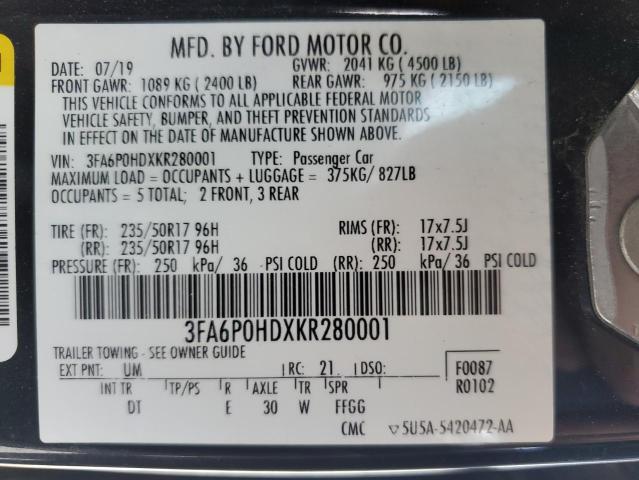 MFD. BY FORD MOTOR CO.
DATE: 07/19 GVWR: 2041 KG ( 4500 LB)
FRONT GAWR: 1089 KG ( 2400 LB) REAR GAWR: 975 KG ( 2150 LB)
THIS VEHICLE CONFORMS TO ALL APPLICABLE FEDERAL MOTOR
VEHICLE SAFETY, BUMPER, AND THEFT PREVENTION STANDARDS
IN EFFECT ON THE DATE OF MANUFACTURE SHOWN ABOVE.
VIN: 3FA6P0HDXKR280001 TYPE: Passenger Car
MAXIMUM LOAD = OCCUPANTS + LUGGAGE = 375KG/ 827LB
OCCUPANTS = 5 TOTAL; 2 FRONT, 3 REAR
TIRE (FR): 235/50R17 96H RIMS (FR): 17x7.5J
(RR): 235/50R17 96H (RR): 17x7.5J
PRESSURE (FR): 250 kPa/ 36 PSI COLD (RR): 250 kPa/ 36 PSI COLD
3FA6P0HDXKR280001
TRAILER TOWING - SEE OWNER GUIDE
EXT PNT: UM RC: 21 DSO: F0087
INT TR TP/PS R AXLE TR SPR R0102
DT E 30 W FFGG
CMC ▽5U5A-5420472-AA